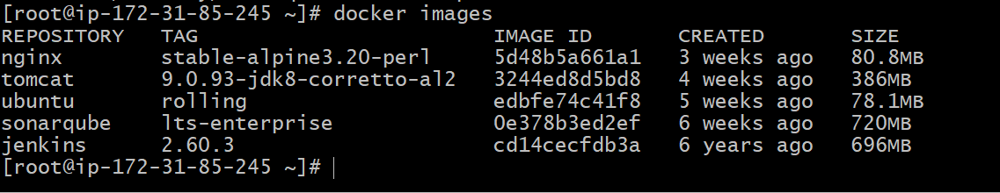 [root@ip-172-31-85-245 ~]# docker images
REPOSITORY   TAG                          IMAGE ID       CREATED       SIZE
nginx        stable-alpine3.20-perl       5d48b5a661a1   3 weeks ago   80.8MB
tomcat       9.0.93-jdk8-corretto-al2     3244ed8d5bd8   4 weeks ago   386MB
ubuntu       rolling                      edbfe74c41f8   5 weeks ago   78.1MB
sonarqube    lts-enterprise               0e378b3ed2ef   6 weeks ago   720MB
jenkins      2.60.3                       cd14cecfdb3a   6 years ago   696MB
[root@ip-172-31-85-245 ~]#